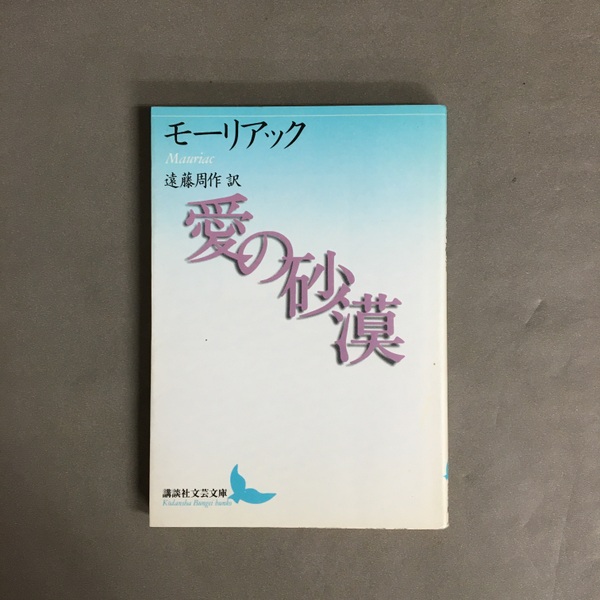 モーリアック
Mauriac
遠藤周作 訳
愛の砂漠
講談社文芸文庫
Kodansha Bungei bunko